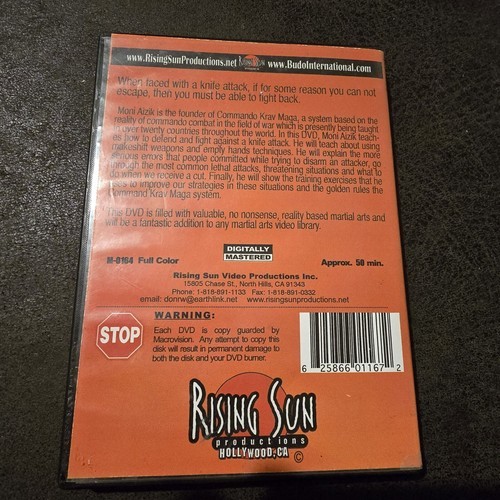 www.RisingSunProductions.net RISING SUN www.BudoInternational.com
When faced with a knife attack, if for some reason you can not
escape, then you must be able to fight back.
Moni Aizik is the founder of Commando Krav Maga, a system based on the
reality of commando combat in the field of war which is presently being taught
in over twenty countries throughout the world. In this DVD, Moni Aizik teach-
es how to defend and fight against a knife attack. He will teach about using
makeshift weapons and empty hands techniques. He will explain the more
serious errors that people committed while trying to disarm an attacker, go
through the most common lethal attacks, threatening situations and what to
do when we receive a cut. Finally, he will show the training exercises that he
uses to improve our strategies in these situations and the golden rules the
Command Krav Maga system.
This DVD is filled with valuable, no nonsense, reality based martial arts and
will be a fantastic addition to any martial arts video library.
DIGITALLY
MASTERED
M-0164 Full Color Approx. 50 min.
Rising Sun Video Productions Inc.
15805 Chase St., North Hills, CA 91343
Phone: 1-818-891-1133 Fax: 1-818-891-0332
email: donrw@earthlink.net www.risingsunproductions.net
WARNING:
STOP
Each DVD is copy guarded by
Macrovision. Any attempt to copy this
disk will result in permanent damage to
both the disk and your DVD burner.
6 25866 01167 2
RISING SUN
productions
HOLLYWOOD, CA ©